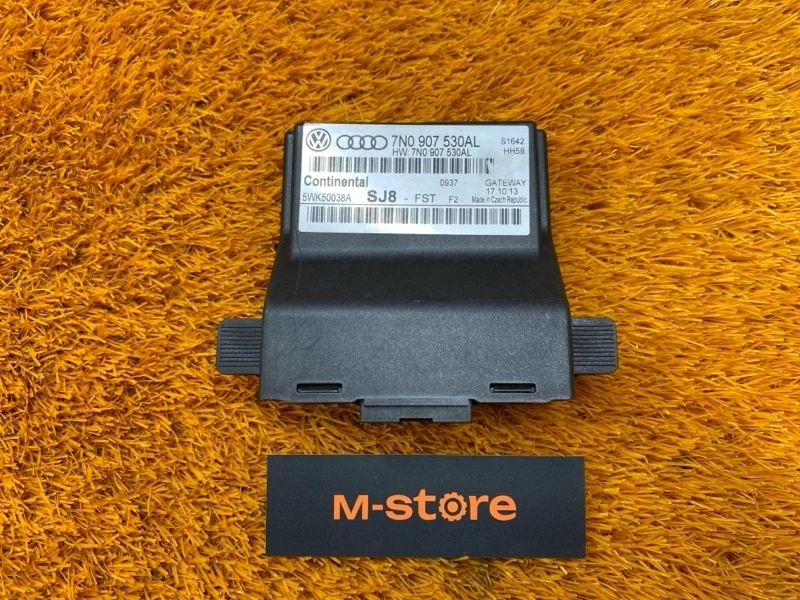 7N0 907 530AL S1642
HW: 7N0 907 530AL HH58
Continental 0937 GATEWAY
17.10.13
5WK50038A SJ8 - FST F2 Made in Czech Republic
M-store